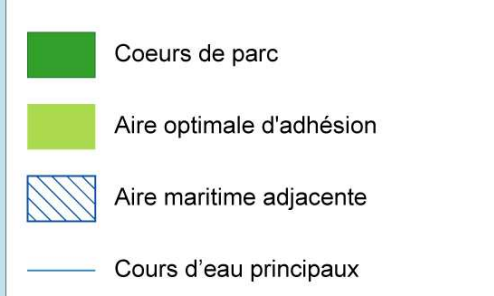 Coeurs de parc
Aire optimale d'adhésion
Aire maritime adjacente
Cours d’eau principaux